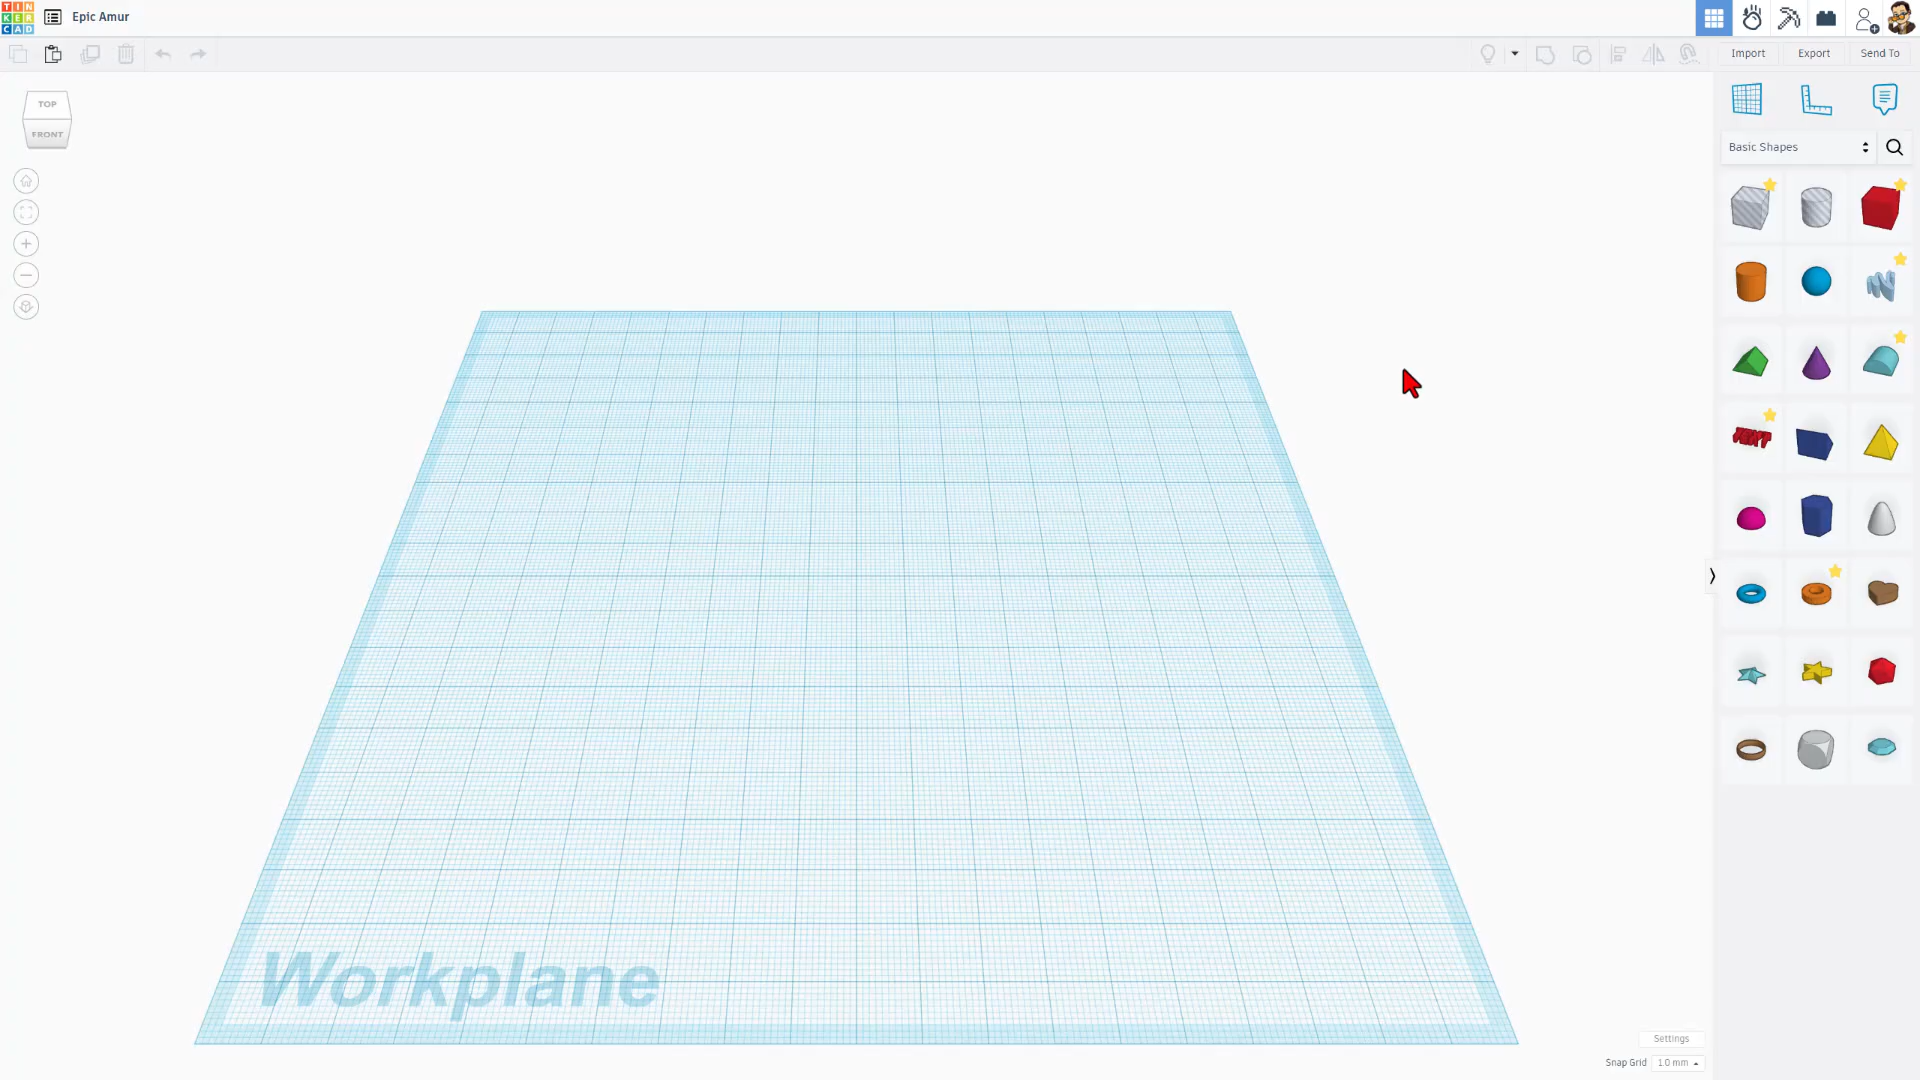 TIN
KER
CAD
Epic Amur
Import
Export
Send To
TOP
FRONT
Basic Shapes
TEXT
Workplane
Settings
Snap Grid
1.0 mm